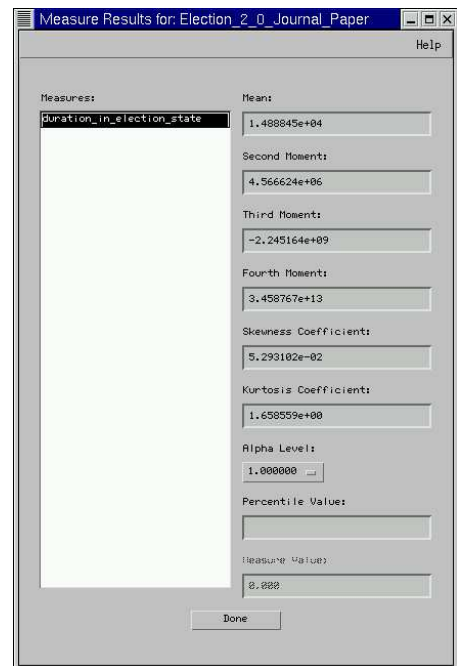 Measure Results for: Election_2_0_Journal_Paper
Help
Measures:
duration_in_election_state
Mean:
1.488845e+04
Second Moment:
4.566624e+06
Third Moment:
-2.245164e+09
Fourth Moment:
3.458767e+13
Skewness Coefficient:
5.293102e-02
Kurtosis Coefficient:
1.658559e+00
Alpha Level:
1.000000
Percentile Value:
Measure Value:
0.000
Done